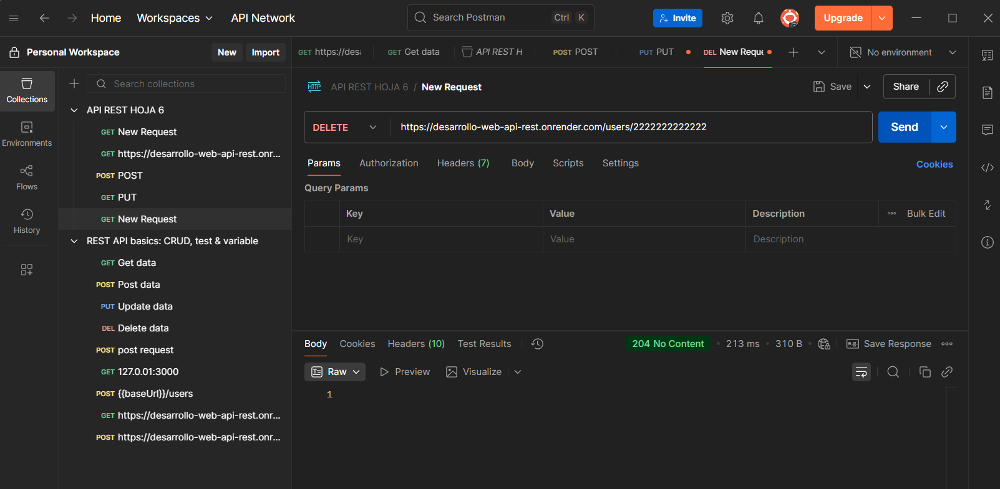 Home Workspaces API Network Search Postman Ctrl K Invite Upgrade
Personal Workspace New Import
GET https://desa GET Get data API REST H POST POST PUT PUT DEL New Reque No environment
Collections
Environments
Flows
History
Search collections
API REST HOJA 6
GET New Request
GET https://desarrollo-web-api-rest.onr...
POST POST
GET PUT
GET New Request
REST API basics: CRUD, test & variable
GET Get data
POST Post data
PUT Update data
DEL Delete data
POST post request
GET 127.0.01:3000
POST {{baseUrl}}/users
GET https://desarrollo-web-api-rest.onr...
POST https://desarrollo-web-api-rest.onr...
HTTP API REST HOJA 6 / New Request Save Share
DELETE https://desarrollo-web-api-rest.onrender.com/users/2222222222222 Send
Params Authorization Headers (7) Body Scripts Settings Cookies
Query Params
Key Value Description Bulk Edit
Key Value Description
Body Cookies Headers (10) Test Results 204 No Content 213 ms 310 B e.g. Save Response
Raw Preview Visualize
1